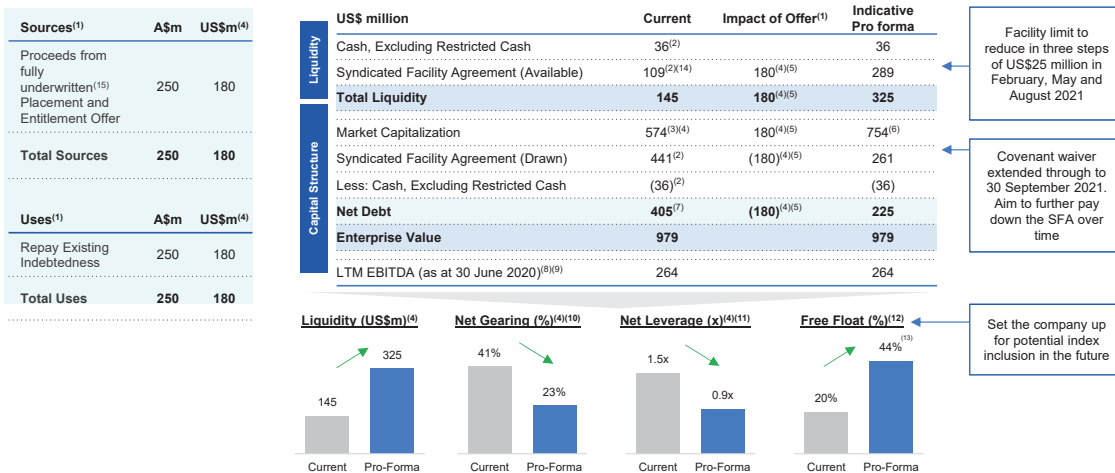 Sources(1) A$m US$m(4)
Proceeds from
fully
underwritten(15) 250 180
Placement and
Entitlement Offer
Total Sources 250 180
Uses(1) A$m US$m(4)
Repay Existing
Indebtedness 250 180
Total Uses 250 180
Liquidity
Capital Structure
US$ million Current Impact of Offer(1) Indicative
Pro forma
Cash, Excluding Restricted Cash 36(2) 36
Syndicated Facility Agreement (Available) 109(2)(14) 180(4)(5) 289
Total Liquidity 145 180(4)(5) 325
Market Capitalization 574(3)(4) 180(4)(5) 754(6)
Syndicated Facility Agreement (Drawn) 441(2) (180)(4)(5) 261
Less: Cash, Excluding Restricted Cash (36)(2) (36)
Net Debt 405(7) (180)(4)(5) 225
Enterprise Value 979 979
LTM EBITDA (as at 30 June 2020)(8)(9) 264 264
Facility limit to
reduce in three steps
of US$25 million in
February, May and
August 2021
Covenant waiver
extended through to
30 September 2021.
Aim to further pay
down the SFA over
time
Liquidity (US$m)(4)
145
325
Current Pro-Forma
Net Gearing (%)(4)(10)
41%
23%
Current Pro-Forma
Net Leverage (x)(4)(11)
1.5x
0.9x
Current Pro-Forma
Free Float (%)(12)
20%
44%(13)
Current Pro-Forma
Set the company up
for potential index
inclusion in the future